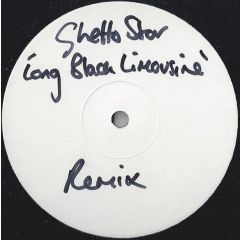 Ghetto Star
'Long Black Limousine'
Remix